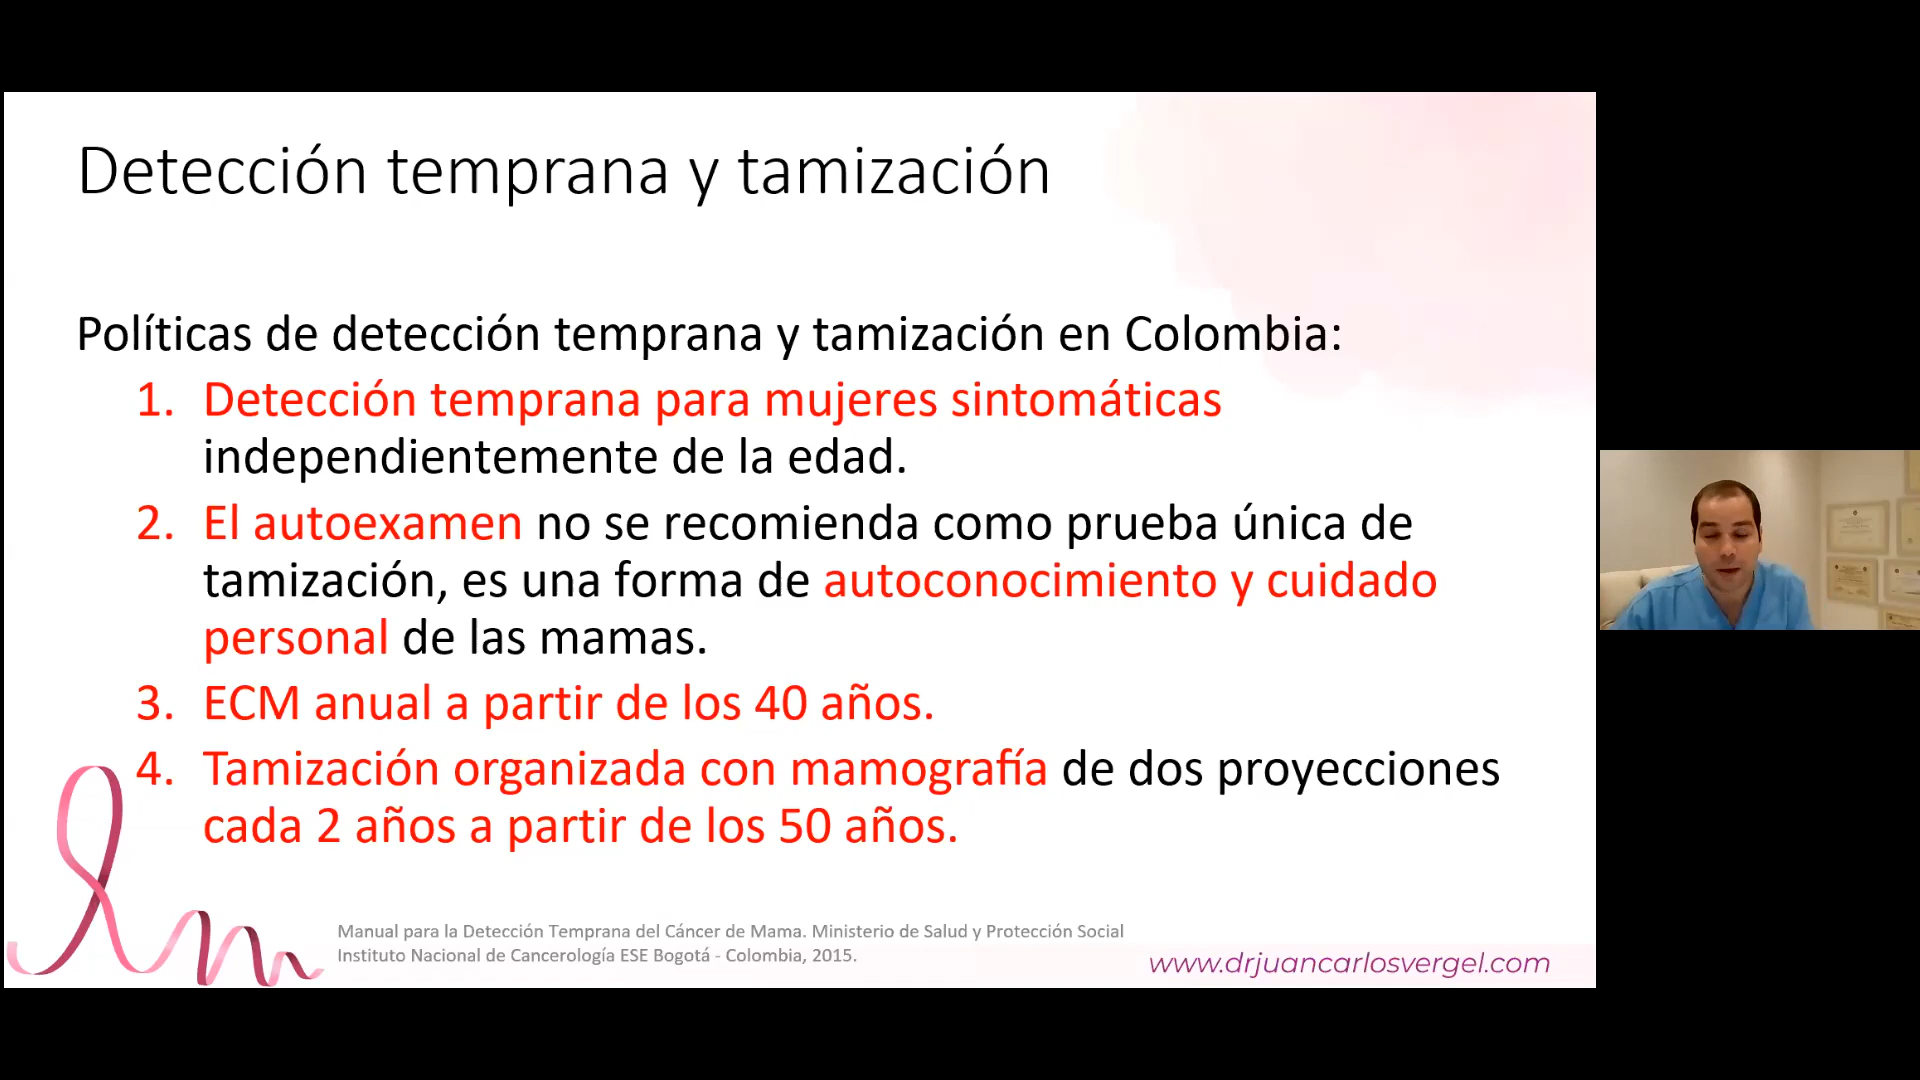 Detección temprana y tamización
Políticas de detección temprana y tamización en Colombia:
1. Detección temprana para mujeres sintomáticas
independientemente de la edad.
2. El autoexamen no se recomienda como prueba única de
tamización, es una forma de autoconocimiento y cuidado
personal de las mamas.
3. ECM anual a partir de los 40 años.
4. Tamización organizada con mamografía de dos proyecciones
cada 2 años a partir de los 50 años.
Manual para la Detección Temprana del Cáncer de Mama. Ministerio de Salud y Protección Social
Instituto Nacional de Cancerología ESE Bogotá - Colombia, 2015.
www.drjuancarlosvergel.com